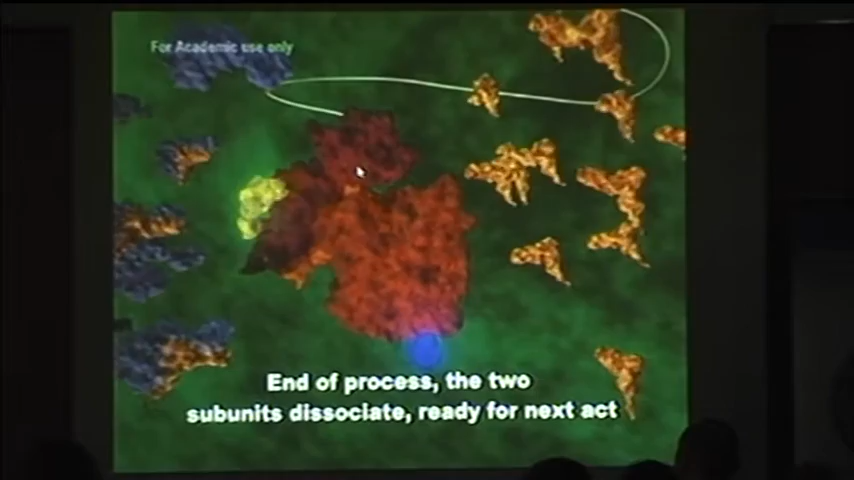 For Academic use only
End of process, the two
subunits dissociate, ready for next act